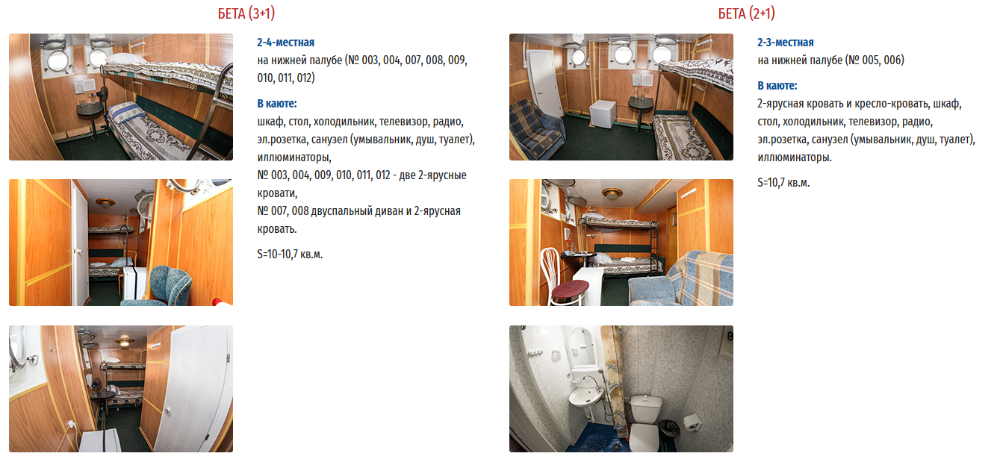 БЕТА (3+1)
2-4-местная
на нижней палубе (№ 003, 004, 007, 008, 009,
010, 011, 012)
В каюте:
шкаф, стол, холодильник, телевизор, радио,
эл.розетка, санузел (умывальник, душ, туалет),
иллюминаторы,
№ 003, 004, 009, 010, 011, 012 - две 2-ярусные
кровати,
№ 007, 008 двуспальный диван и 2-ярусная
кровать.
S=10-10,7 кв.м.
БЕТА (2+1)
2-3-местная
на нижней палубе (№ 005, 006)
В каюте:
2-ярусная кровать и кресло-кровать, шкаф,
стол, холодильник, телевизор, радио,
эл.розетка, санузел (умывальник, душ, туалет),
иллюминаторы.
S=10,7 кв.м.